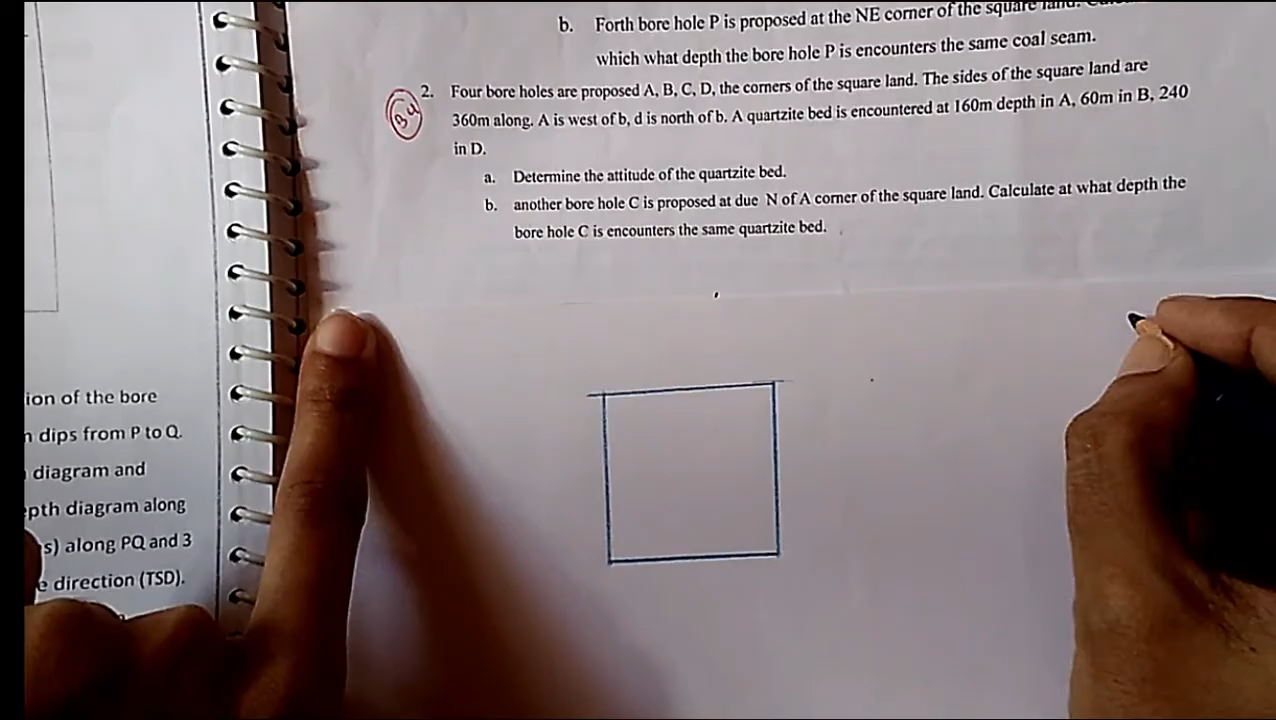 b. Forth bore hole P is proposed at the NE corner of the square land.
which what depth the bore hole P is encounters the same coal seam.
2. Four bore holes are proposed A, B, C, D, the corners of the square land. The sides of the square land are
360m along. A is west of b, d is north of b. A quartzite bed is encountered at 160m depth in A, 60m in B, 240
in D.
a. Determine the attitude of the quartzite bed.
b. another bore hole C is proposed at due N of A corner of the square land. Calculate at what depth the
bore hole C is encounters the same quartzite bed.
ion of the bore
dips from P to Q.
diagram and
pth diagram along
s) along PQ and 3
e direction (TSD).